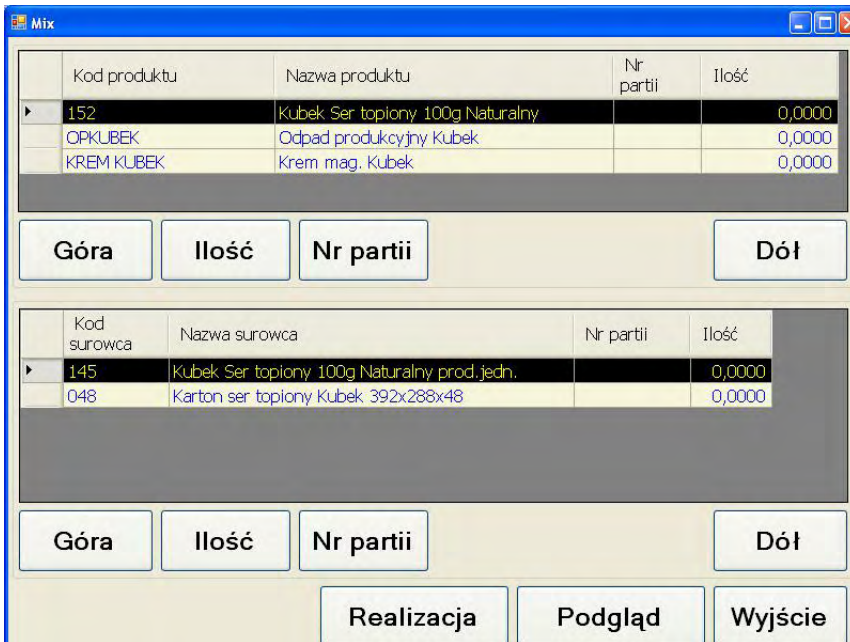 Mix
Kod produktu Nazwa produktu Nr partii Ilość
152 Kubek Ser topiony 100g Naturalny 0,0000
OPKUBEK Odpad produkcyjny Kubek 0,0000
KREM KUBEK Krem mag. Kubek 0,0000
Góra Ilość Nr partii Dół
Kod surowca Nazwa surowca Nr partii Ilość
145 Kubek Ser topiony 100g Naturalny prod.jedn. 0,0000
048 Karton ser topiony Kubek 392x288x48 0,0000
Góra Ilość Nr partii Dół
Realizacja Podgląd Wyjście